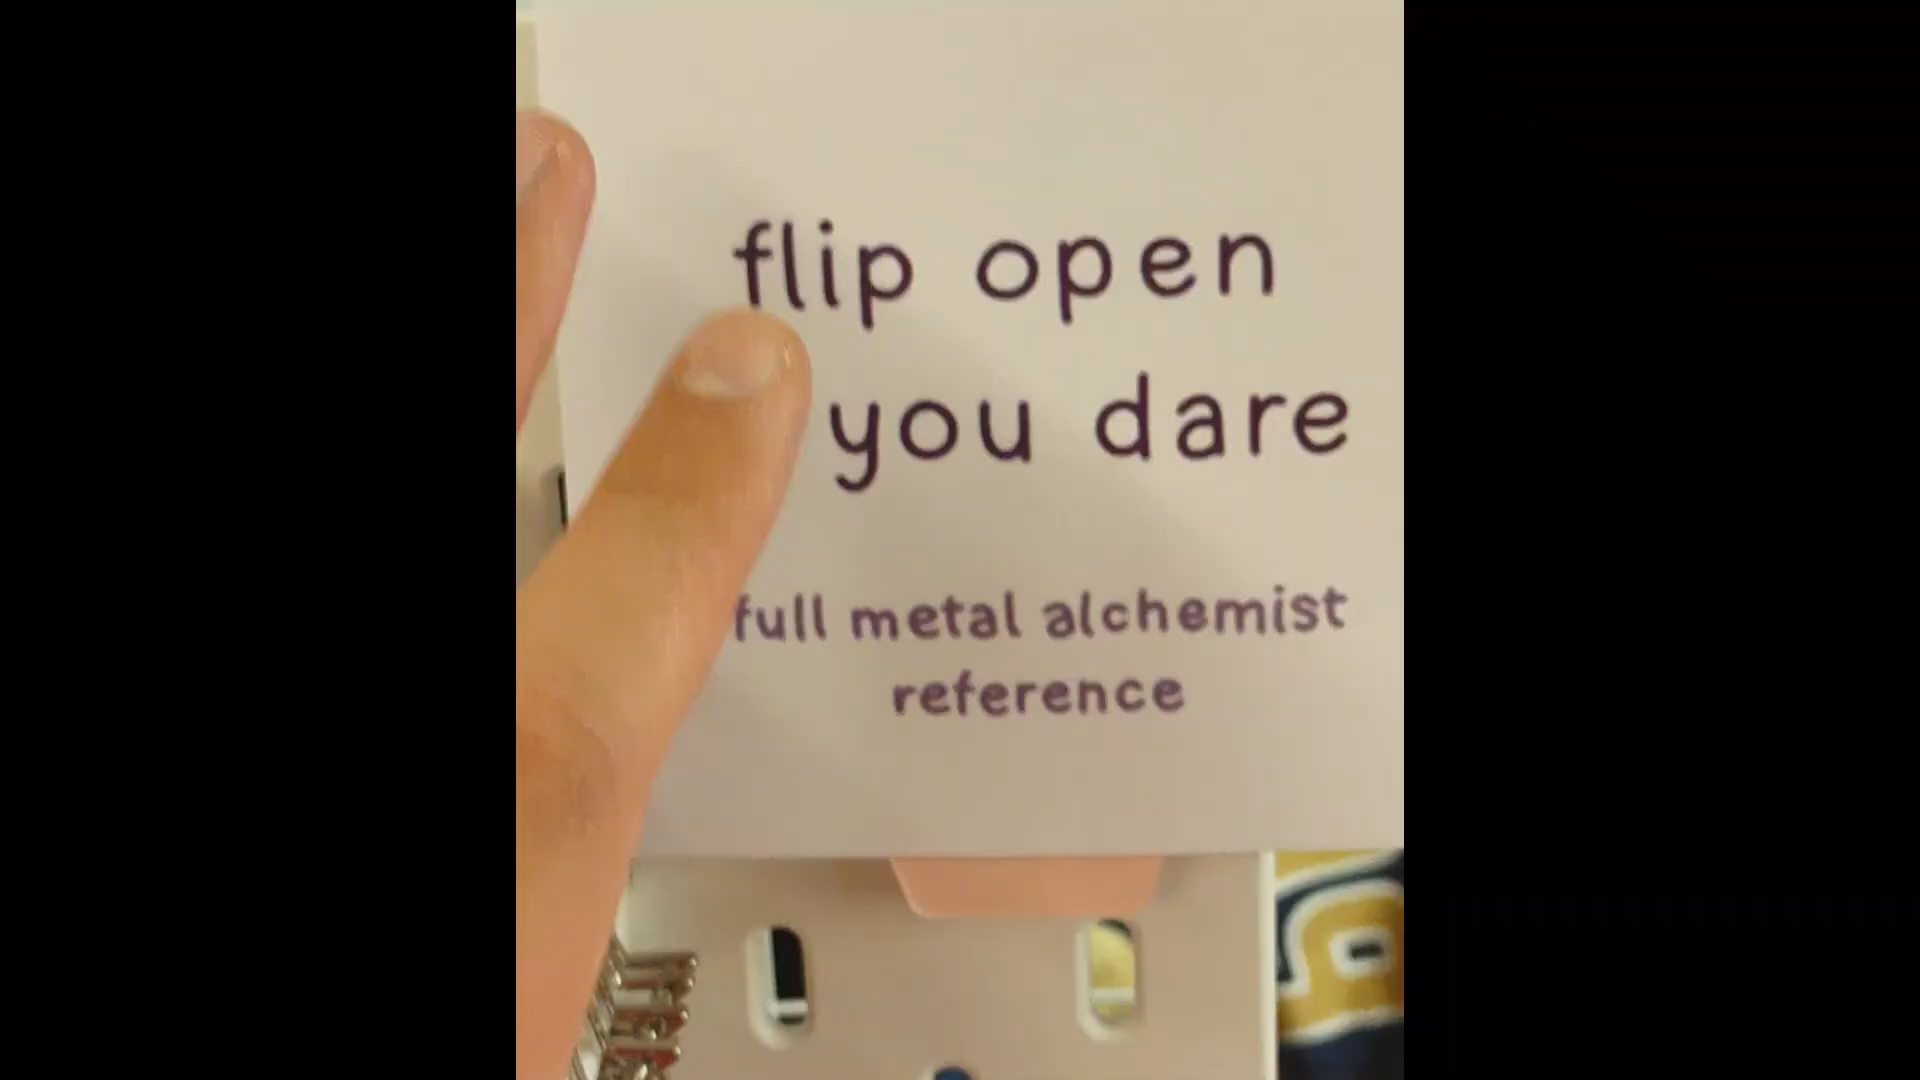 flip open
you dare
full metal alchemist
reference